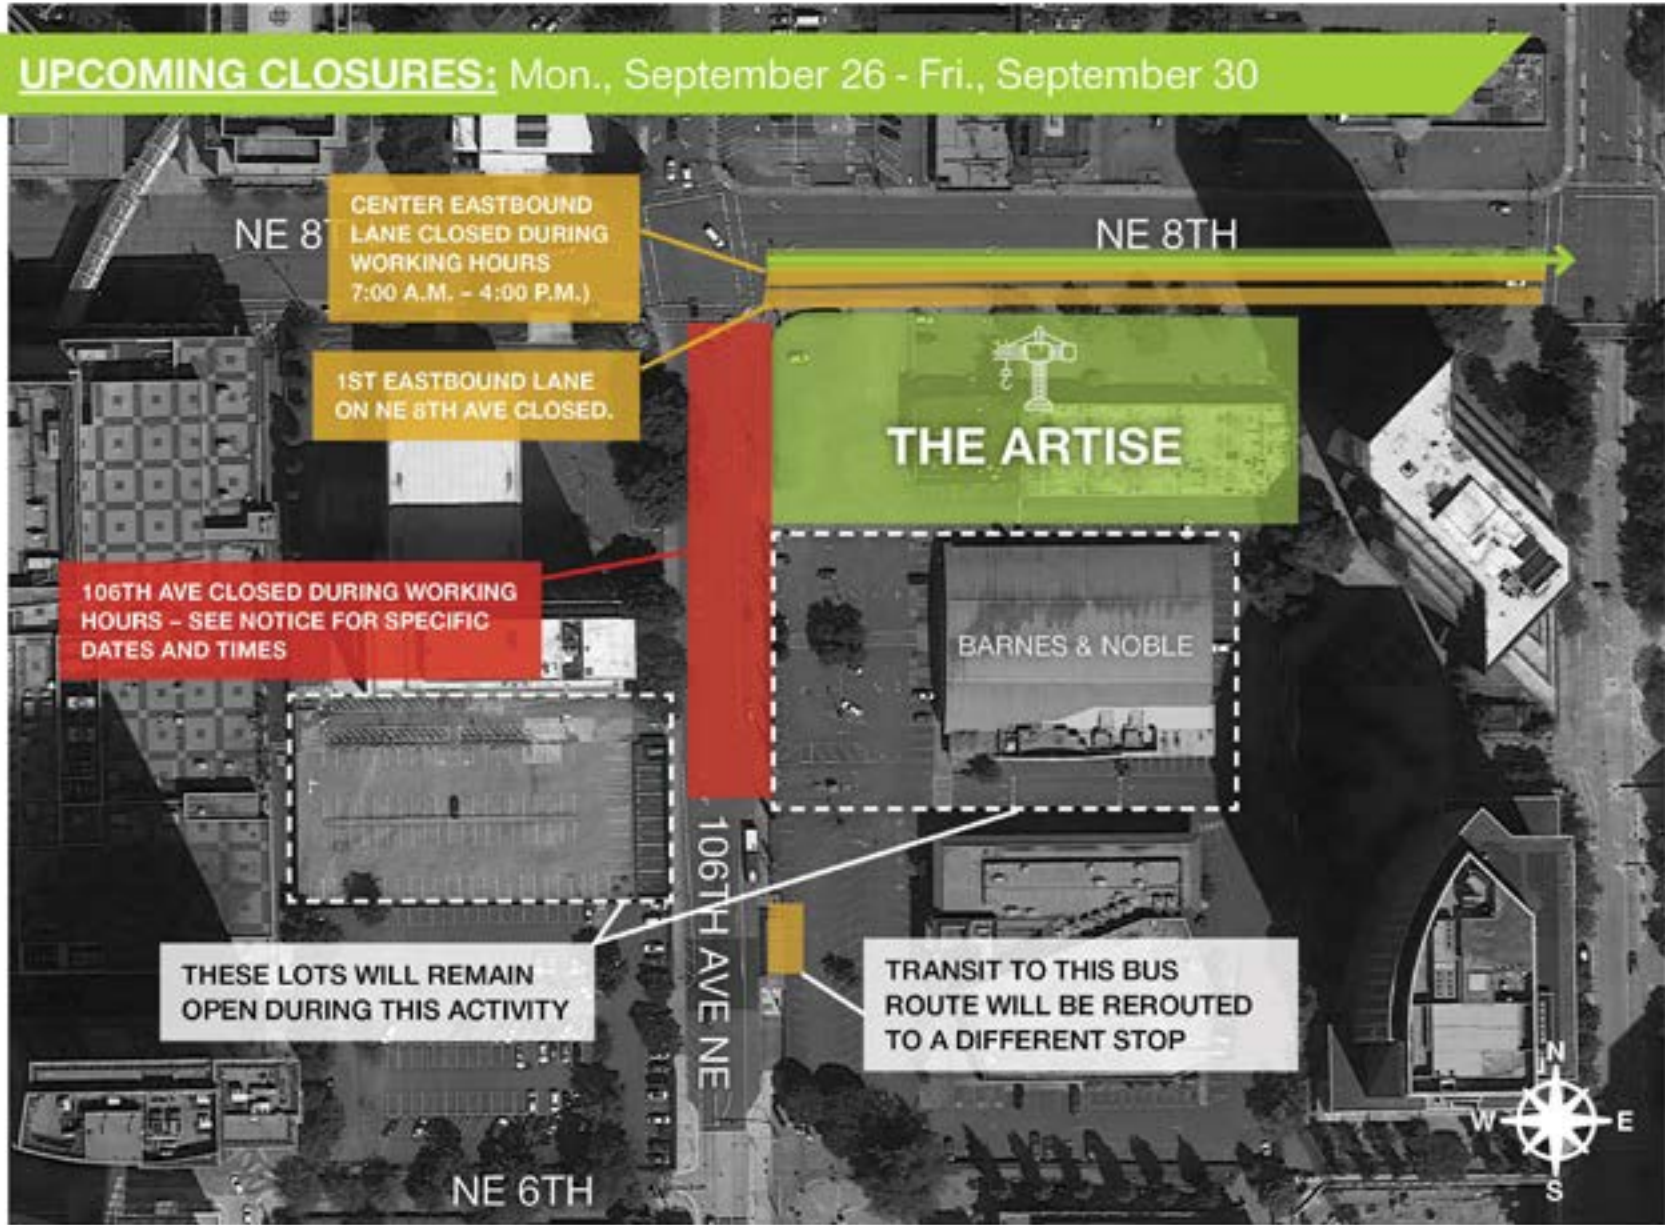 UPCOMING CLOSURES: Mon., September 26 - Fri., September 30
CENTER EASTBOUND
LANE CLOSED DURING
WORKING HOURS
7:00 A.M. – 4:00 P.M.)
NE 8T
NE 8TH
1ST EASTBOUND LANE
ON NE 8TH AVE CLOSED.
THE ARTISE
106TH AVE CLOSED DURING WORKING
HOURS – SEE NOTICE FOR SPECIFIC
DATES AND TIMES
BARNES & NOBLE
106TH AVE NE
THESE LOTS WILL REMAIN
OPEN DURING THIS ACTIVITY
TRANSIT TO THIS BUS
ROUTE WILL BE REROUTED
TO A DIFFERENT STOP
N
W
E
S
NE 6TH